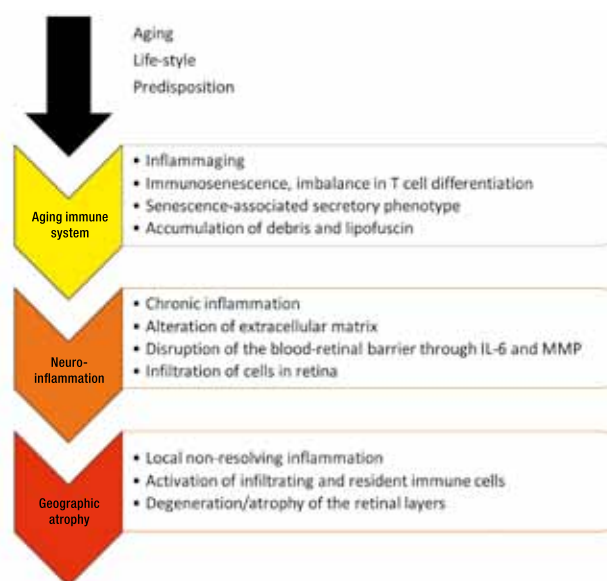 Aging
Life-style
Predisposition
Aging immune
system
• Inflammaging
• Immunosenescence, imbalance in T cell differentiation
• Senescence-associated secretory phenotype
• Accumulation of debris and lipofuscin
Neuro-
inflammation
• Chronic inflammation
• Alteration of extracellular matrix
• Disruption of the blood-retinal barrier through IL-6 and MMP
• Infiltration of cells in retina
Geographic
atrophy
• Local non-resolving inflammation
• Activation of infiltrating and resident immune cells
• Degeneration/atrophy of the retinal layers